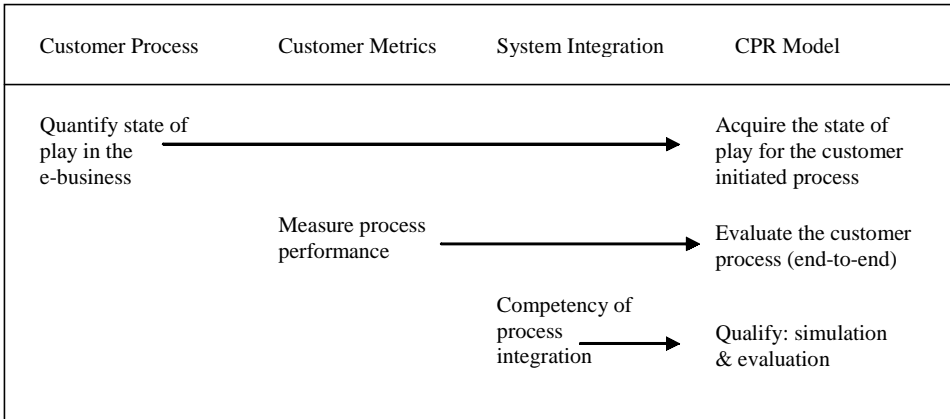 Customer Process
Customer Metrics
System Integration
CPR Model
Quantify state of
play in the
e-business
Acquire the state of
play for the customer
initiated process
Measure process
performance
Evaluate the customer
process (end-to-end)
Competency of
process
integration
Qualify: simulation
& evaluation